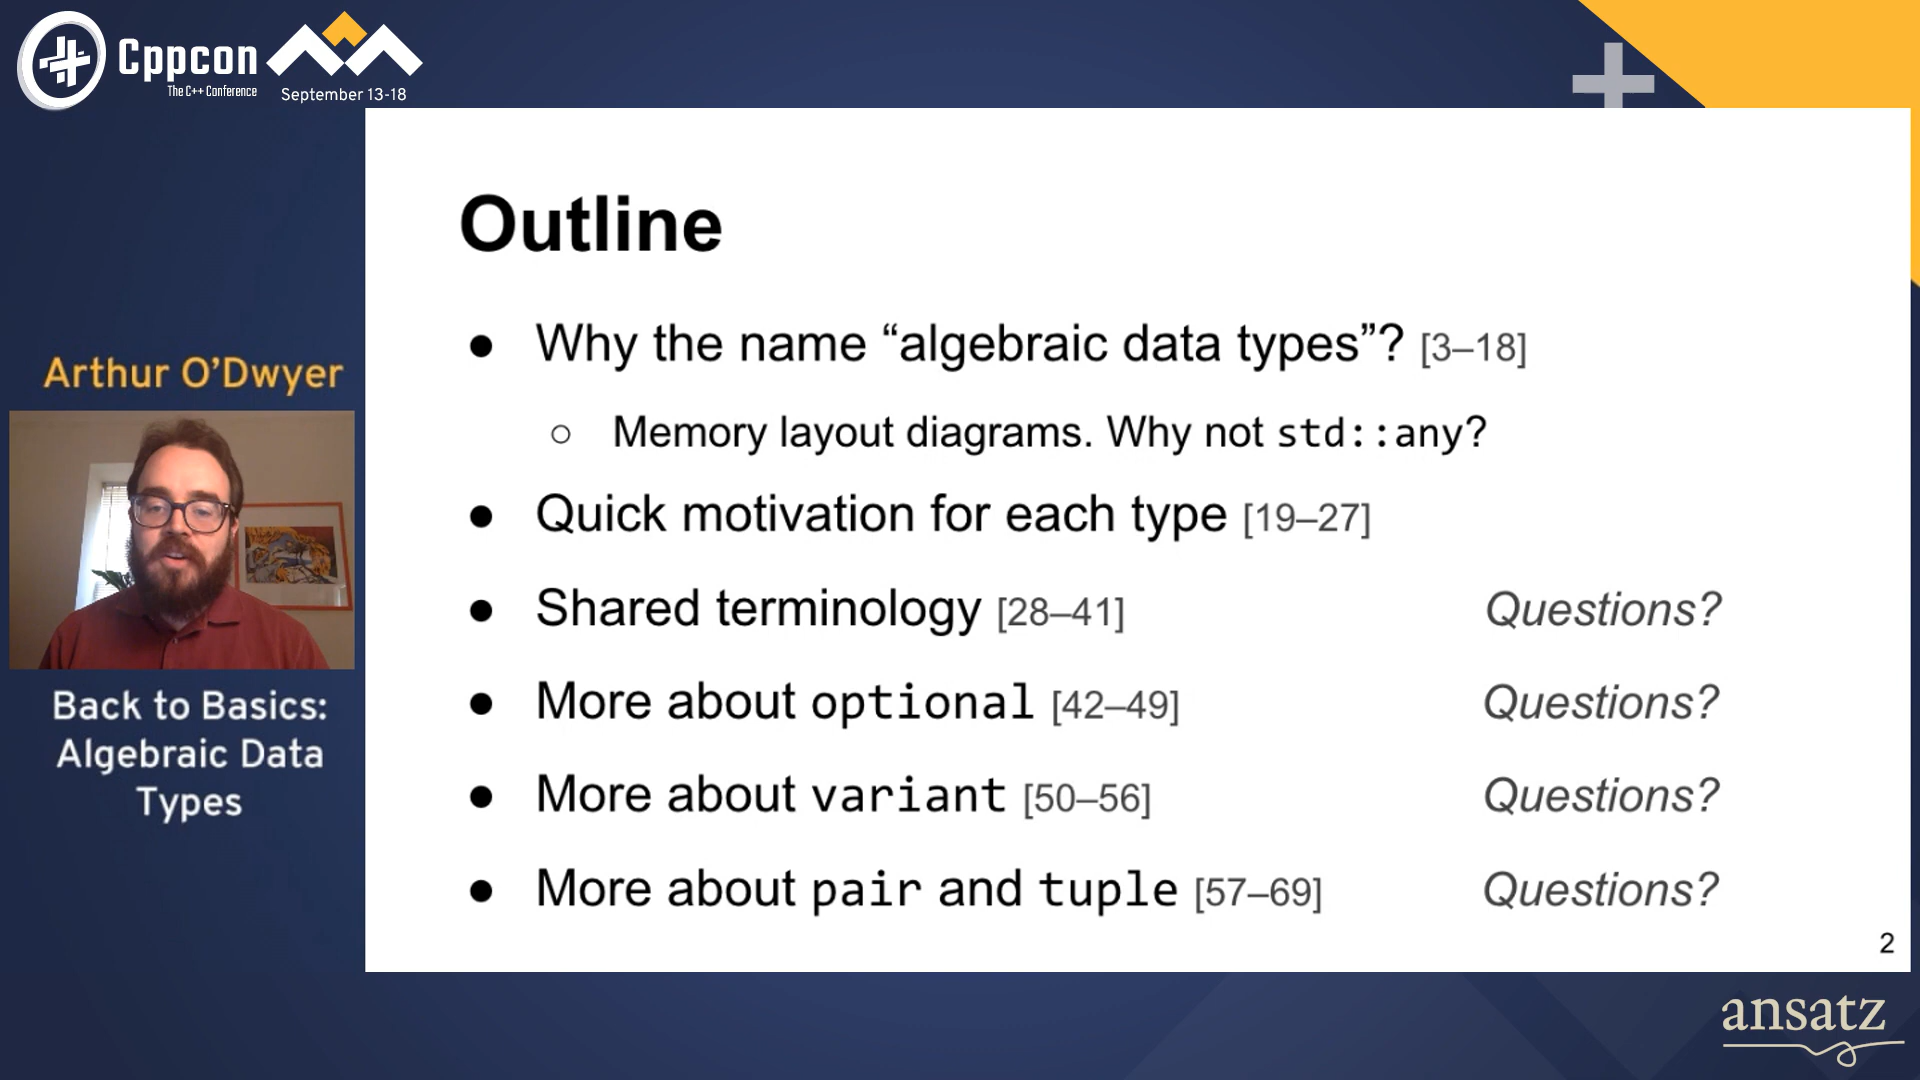 Cppcon
The C++ Conference
September 13-18
Arthur O’Dwyer
Back to Basics:
Algebraic Data
Types
Outline
● Why the name “algebraic data types”? [3–18]
○ Memory layout diagrams. Why not std::any?
● Quick motivation for each type [19–27]
● Shared terminology [28–41] Questions?
● More about optional [42–49] Questions?
● More about variant [50–56] Questions?
● More about pair and tuple [57–69] Questions?
2
ansatz